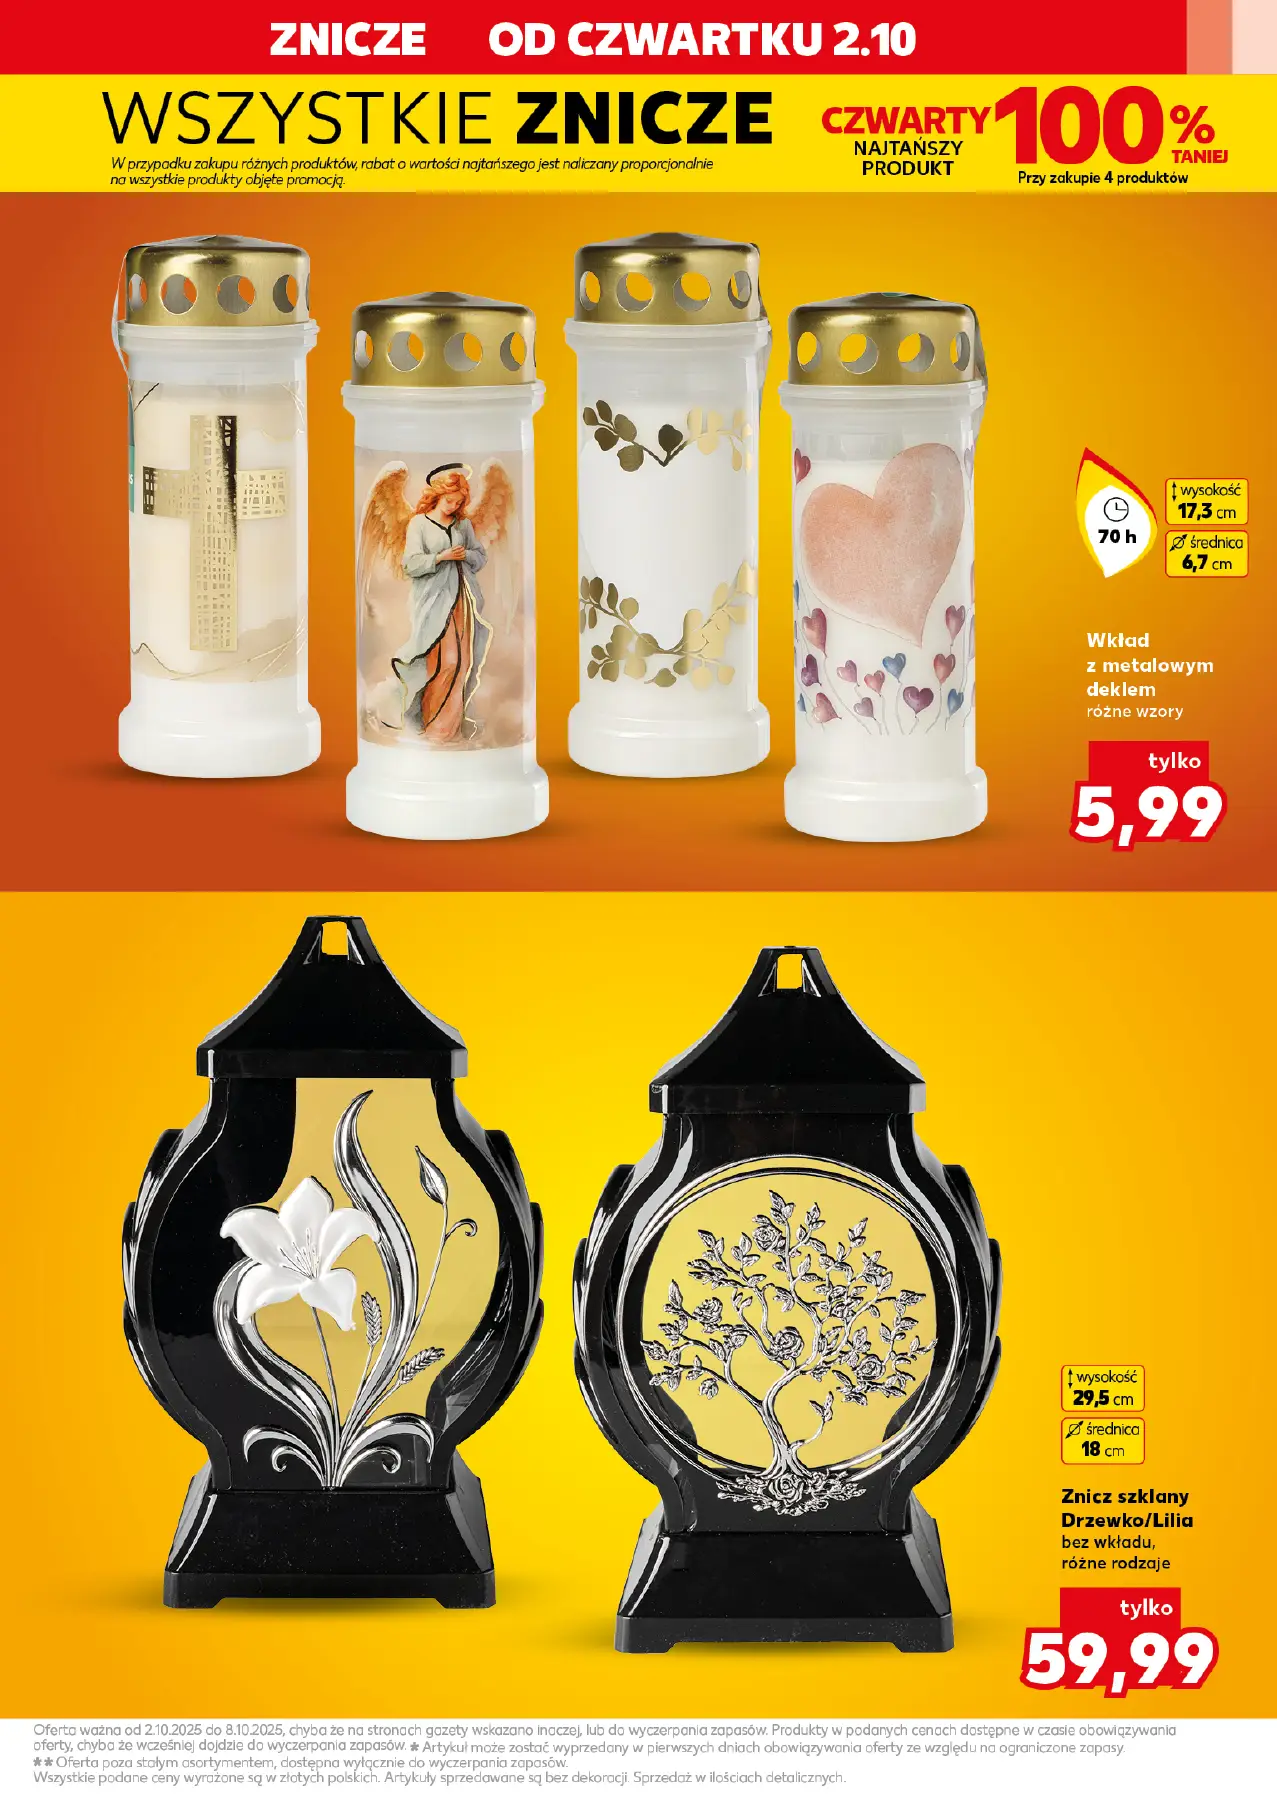 ZNICZE OD CZWARTKU 2.10
WSZYSTKIE ZNICZE
W przypadku zakupu różnych produktów, rabat o wartości najtańszego jest naliczany proporcjonalnie
na wszystkie produkty objęte promocją.
CZWARTY
NAJTAŃSZY
PRODUKT
100%
TANIEJ
Przy zakupie 4 produktów
70 h
wysokość
17,3 cm
średnica
6,7 cm
Wkład
z metalowym
deklem
różne wzory
tylko
5,99
wysokość
29,5 cm
średnica
18 cm
Znicz szklany
Drzewko/Lilia
bez wkładu,
różne rodzaje
tylko
59,99
Oferta ważna od 2.10.2025 do 8.10.2025, chyba że na stronach gazety wskazano inaczej, lub do wyczerpania zapasów. Produkty w podanych cenach dostępne w czasie obowiązywania
oferty, chyba że wcześniej dojdzie do wyczerpania zapasów. * Artykuł może zostać wyprzedany w pierwszych dniach obowiązywania oferty ze względu na ograniczone zapasy.
** Oferta poza stałym asortymentem, dostępna wyłącznie do wyczerpania zapasów.
Wszystkie podane ceny wyrażone są w złotych polskich. Artykuły sprzedawane są bez dekoracji. Sprzedaż w ilościach detalicznych.